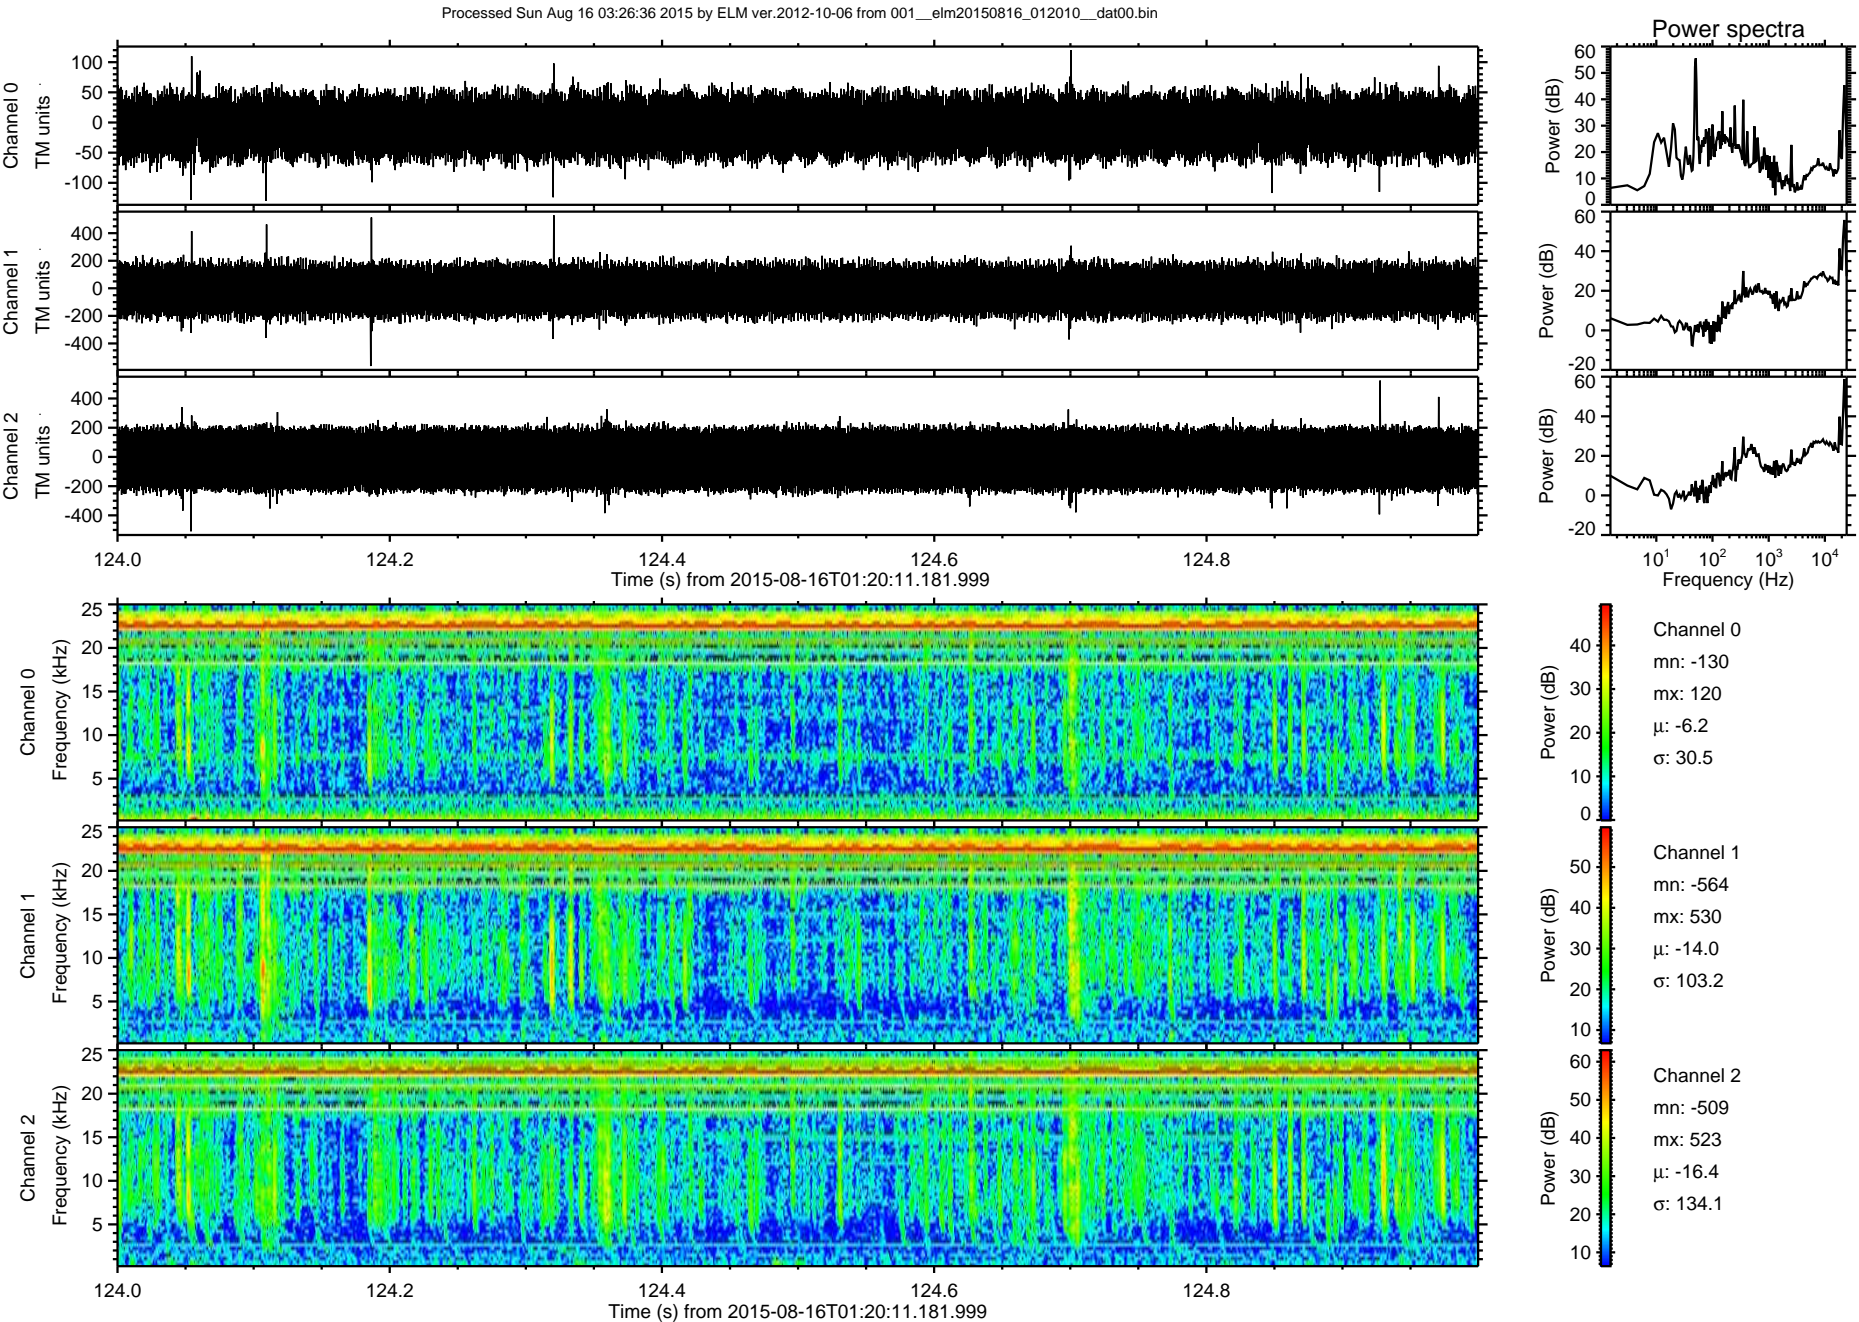 Processed Sun Aug 16 03:26:36 2015 by ELM ver.2012-10-06 from 001__elm20150816_012010__dat00.bin
Power spectra
Channel 0
TM units
100
50
0
-50
-100
Power (dB)
60
50
40
30
20
10
0
Channel 1
TM units
400
200
0
-200
-400
Power (dB)
60
40
20
0
-20
Channel 2
TM units
400
200
0
-200
-400
Power (dB)
60
40
20
0
-20
124.0 124.2 124.4 124.6 124.8
Time (s) from 2015-08-16T01:20:11.181.999
10¹ 10² 10³ 10⁴
Frequency (Hz)
Channel 0
Frequency (kHz)
25
20
15
10
5
Power (dB)
40
30
20
10
0
Channel 0
mn: -130
mx: 120
µ: -6.2
σ: 30.5
Channel 1
Frequency (kHz)
25
20
15
10
5
Power (dB)
50
40
30
20
10
Channel 1
mn: -564
mx: 530
µ: -14.0
σ: 103.2
Channel 2
Frequency (kHz)
25
20
15
10
5
Power (dB)
60
50
40
30
20
10
Channel 2
mn: -509
mx: 523
µ: -16.4
σ: 134.1
124.0 124.2 124.4 124.6 124.8
Time (s) from 2015-08-16T01:20:11.181.999